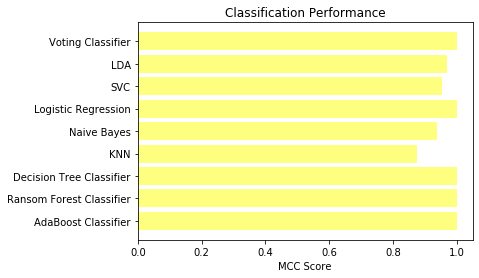 Classification Performance
Voting Classifier
LDA
SVC
Logistic Regression
Naive Bayes
KNN
Decision Tree Classifier
Ransom Forest Classifier
AdaBoost Classifier
0.0 0.2 0.4 0.6 0.8 1.0
MCC Score